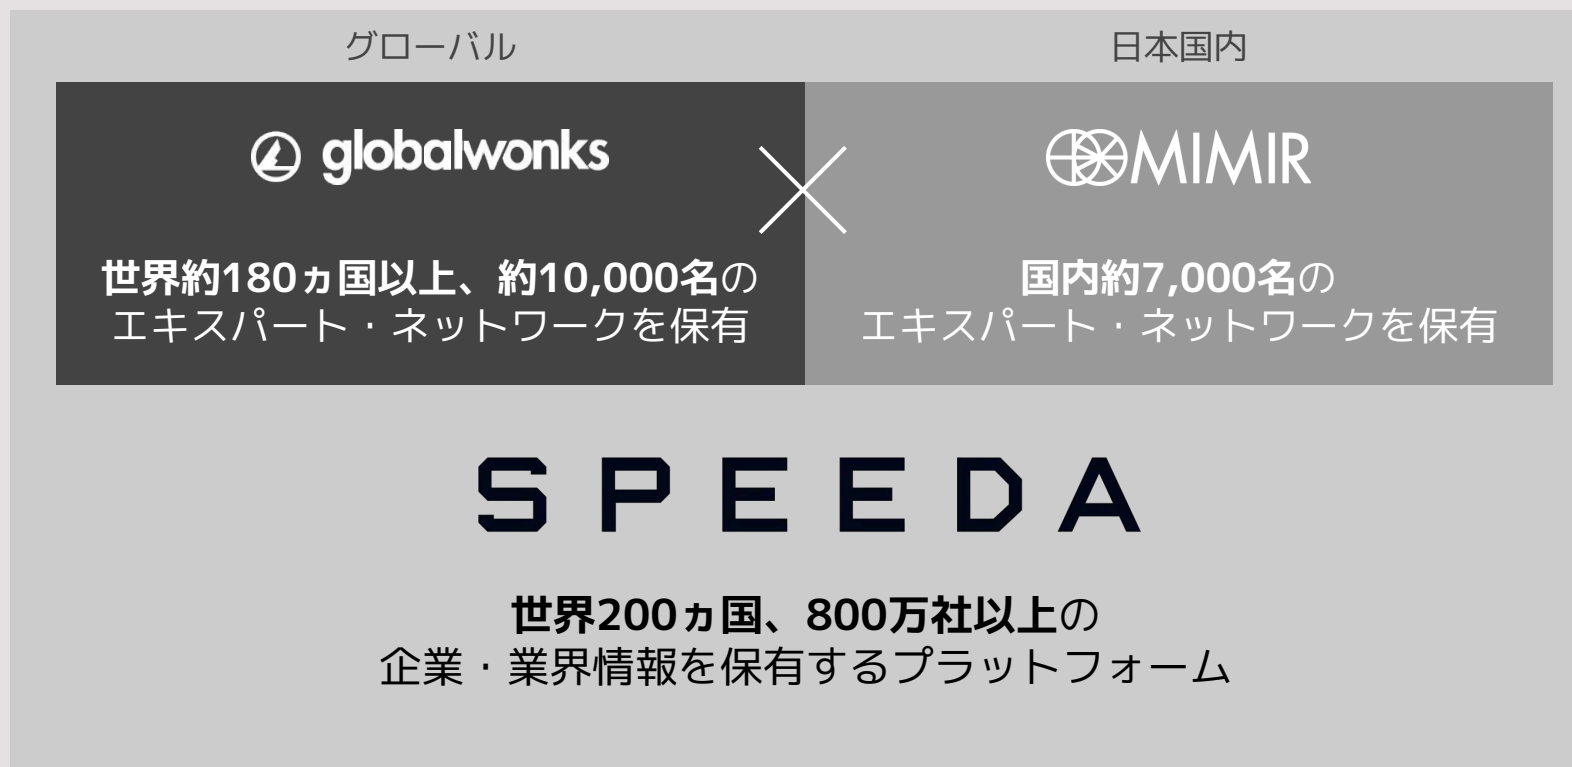 グローバル
日本国内
globalwonks
MIMIR
世界約180ヵ国以上、約10,000名の
エキスパート・ネットワークを保有
国内約7,000名の
エキスパート・ネットワークを保有
SPEEDA
世界200ヵ国、800万社以上の
企業・業界情報を保有するプラットフォーム